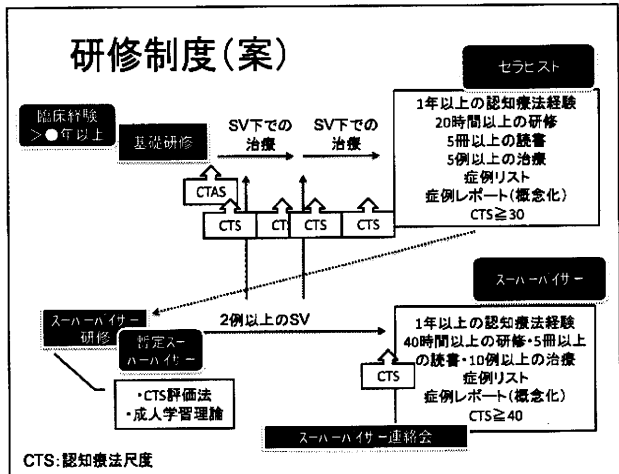 研修制度(案)
セラピスト
臨床経験
>●年以上
基礎研修
SV下での
治療
SV下での
治療
1年以上の認知療法経験
20時間以上の研修
5冊以上の読書
5例以上の治療
症例リスト
症例レポート(概念化)
CTS≧30
CTAS
CTS
CTS
CTS
CTS
スーパーバイザー
スーパーバイザー
研修
暫定スー
パーバイザー
2例以上のSV
1年以上の認知療法経験
40時間以上の研修・5冊以上
の読書・10例以上の治療
症例リスト
症例レポート(概念化)
CTS≧40
CTS
・CTS評価法
・成人学習理論
スーパーバイザー連絡会
CTS:認知療法尺度